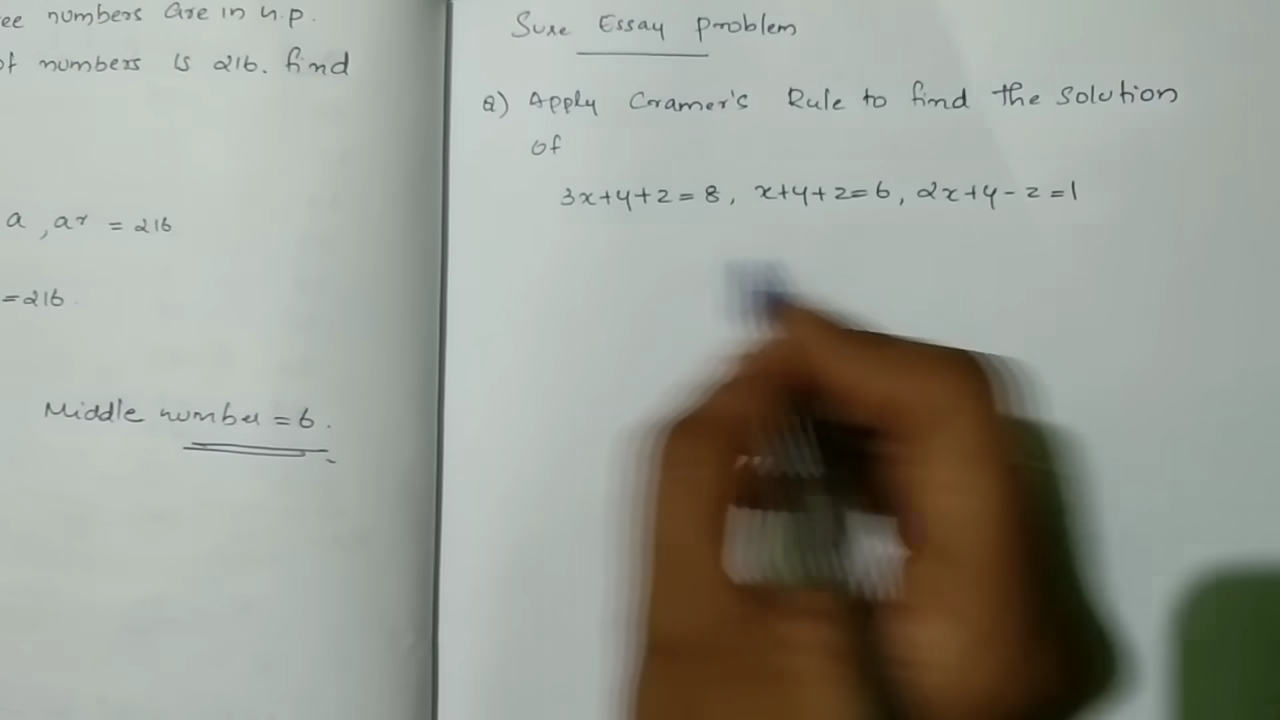 ee numbers are in G.P.
of numbers is 216. find
a, ar = 216
= 216
Middle number = 6.
Sure Essay problem
Q) Apply Cramer's Rule to find the solution
of
3x+y+z=8, x+y+z=6, 2x+y-z=1